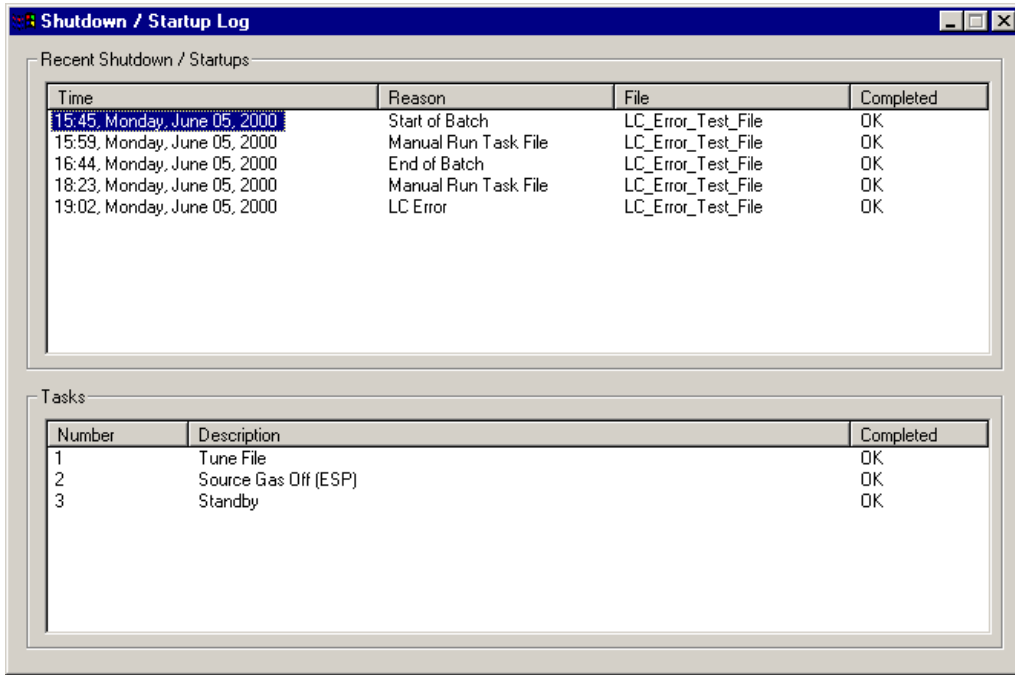 Shutdown / Startup Log
Recent Shutdown / Startups
Time Reason File Completed
15:45, Monday, June 05, 2000 Start of Batch LC_Error_Test_File OK
15:59, Monday, June 05, 2000 Manual Run Task File LC_Error_Test_File OK
16:44, Monday, June 05, 2000 End of Batch LC_Error_Test_File OK
18:23, Monday, June 05, 2000 Manual Run Task File LC_Error_Test_File OK
19:02, Monday, June 05, 2000 LC Error LC_Error_Test_File OK
Tasks
Number Description Completed
1 Tune File OK
2 Source Gas Off (ESP) OK
3 Standby OK